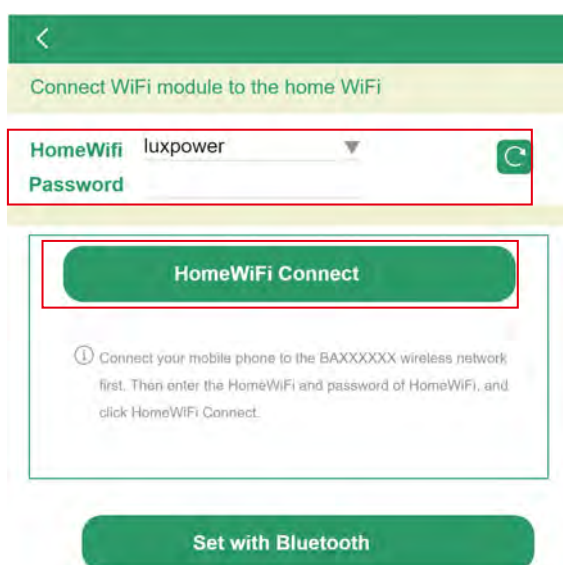 Connect WiFi module to the home WiFi
HomeWifi luxpower
Password
HomeWiFi Connect
Connect your mobile phone to the BAXXXXXX wireless network
first. Then enter the HomeWiFi and password of HomeWiFi, and
click HomeWiFi Connect.
Set with Bluetooth